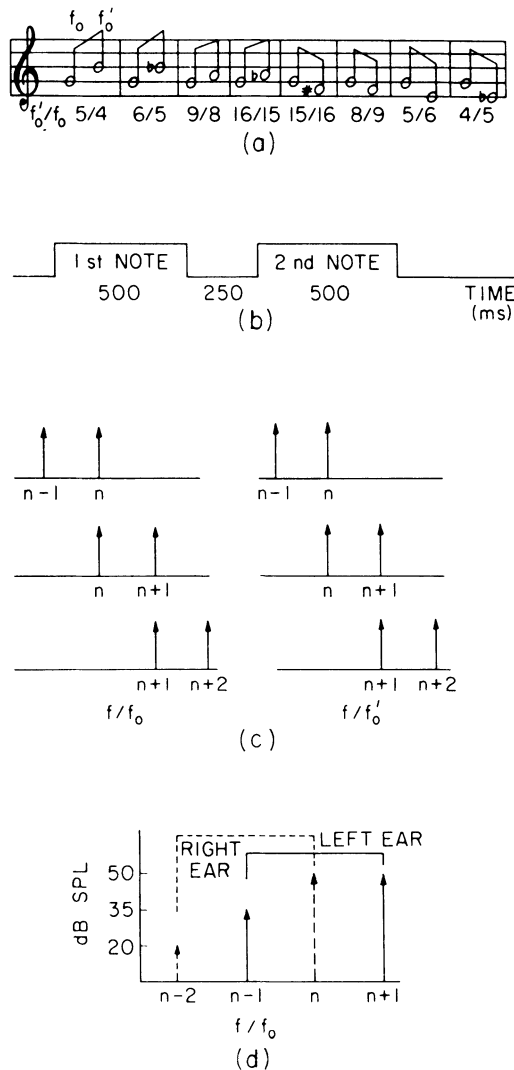 f₀ f₀′
f₀′/f₀ 5/4 6/5 9/8 16/15 15/16 8/9 5/6 4/5
(a)
1st NOTE 2nd NOTE
500 250 500 TIME
(ms)
(b)
n-1 n n-1 n
n n+1 n n+1
n+1 n+2 n+1 n+2
f/f₀ f/f₀′
(c)
RIGHT EAR LEFT EAR
dB SPL
50
35
20
n-2 n-1 n n+1
f/f₀
(d)